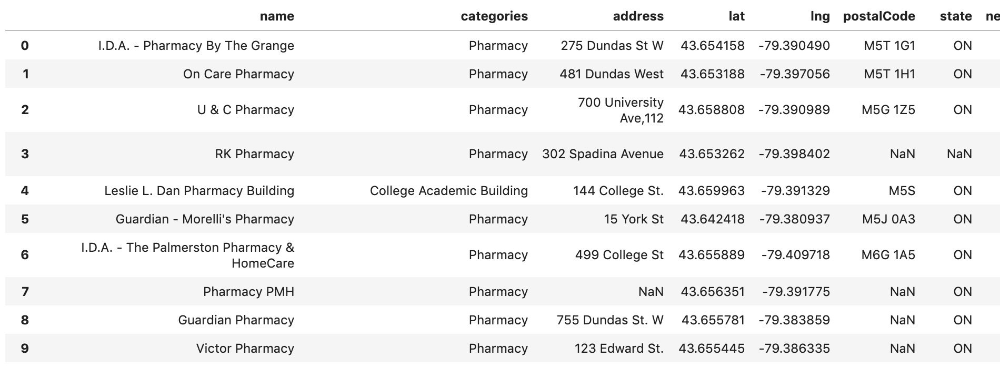 name categories address lat lng postalCode state ne
0 I.D.A. - Pharmacy By The Grange Pharmacy 275 Dundas St W 43.654158 -79.390490 M5T 1G1 ON
1 On Care Pharmacy Pharmacy 481 Dundas West 43.653188 -79.397056 M5T 1H1 ON
2 U & C Pharmacy Pharmacy 700 University
Ave,112 43.658808 -79.390989 M5G 1Z5 ON
3 RK Pharmacy Pharmacy 302 Spadina Avenue 43.653262 -79.398402 NaN NaN
4 Leslie L. Dan Pharmacy Building College Academic Building 144 College St. 43.659963 -79.391329 M5S ON
5 Guardian - Morelli's Pharmacy Pharmacy 15 York St 43.642418 -79.380937 M5J 0A3 ON
6 I.D.A. - The Palmerston Pharmacy &
HomeCare Pharmacy 499 College St 43.655889 -79.409718 M6G 1A5 ON
7 Pharmacy PMH Pharmacy NaN 43.656351 -79.391775 NaN ON
8 Guardian Pharmacy Pharmacy 755 Dundas St. W 43.655781 -79.383859 NaN ON
9 Victor Pharmacy Pharmacy 123 Edward St. 43.655445 -79.386335 NaN ON